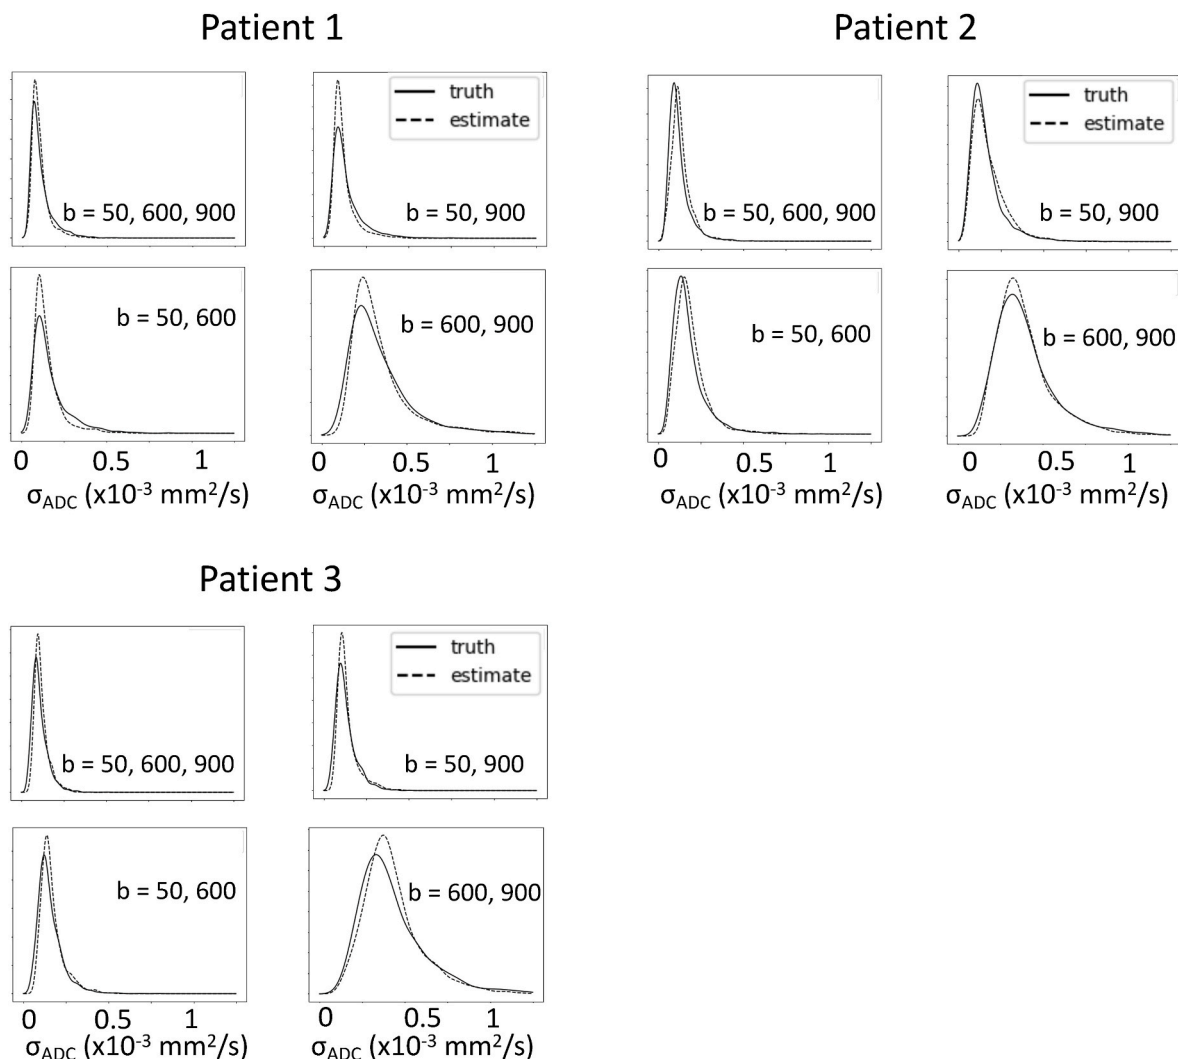 Patient 1
truth
estimate
b = 50, 600, 900
b = 50, 900
b = 50, 600
b = 600, 900
0 0.5 1
σADC (x10-3 mm2/s)
0 0.5 1
σADC (x10-3 mm2/s)
Patient 2
truth
estimate
b = 50, 600, 900
b = 50, 900
b = 50, 600
b = 600, 900
0 0.5 1
σADC (x10-3 mm2/s)
0 0.5 1
σADC (x10-3 mm2/s)
Patient 3
truth
estimate
b = 50, 600, 900
b = 50, 900
b = 50, 600
b = 600, 900
0 0.5 1
σADC (x10-3 mm2/s)
0 0.5 1
σADC (x10-3 mm2/s)